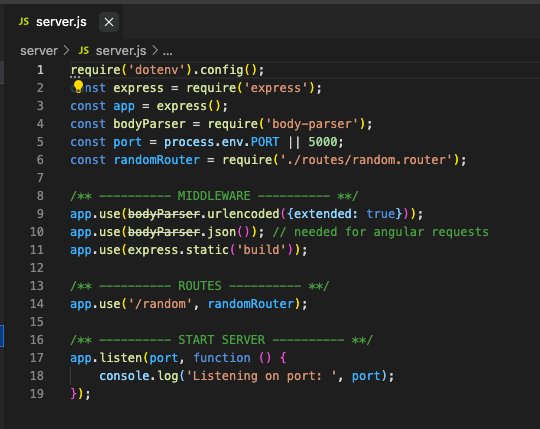 JS server.js ×
server > JS server.js > ...
1 require('dotenv').config();
2 nst express = require('express');
3 const app = express();
4 const bodyParser = require('body-parser');
5 const port = process.env.PORT || 5000;
6 const randomRouter = require('./routes/random.router');
7
8 /** ---------- MIDDLEWARE ---------- **/
9 app.use(bodyParser.urlencoded({extended: true}));
10 app.use(bodyParser.json()); // needed for angular requests
11 app.use(express.static('build'));
12
13 /** ---------- ROUTES ---------- **/
14 app.use('/random', randomRouter);
15
16 /** ---------- START SERVER ---------- **/
17 app.listen(port, function () {
18     console.log('Listening on port: ', port);
19 });